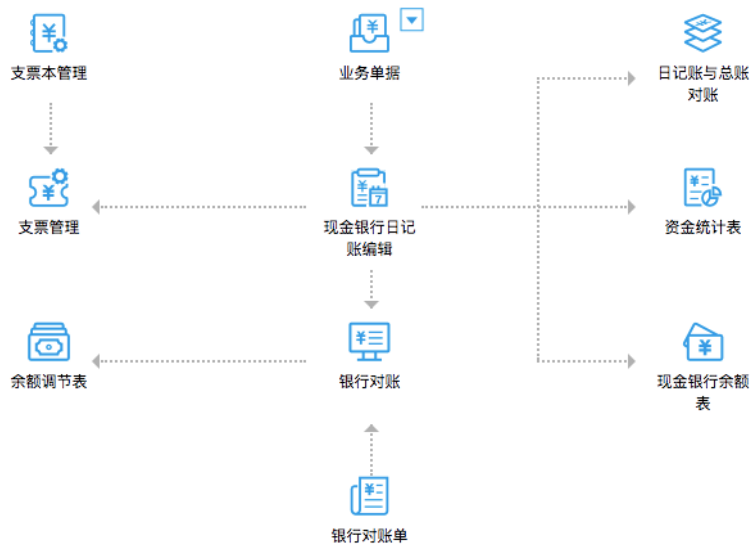 支票本管理
业务单据
日记账与总账
对账
支票管理
现金银行日记
账编辑
资金统计表
余额调节表
银行对账
现金银行余额
表
银行对账单